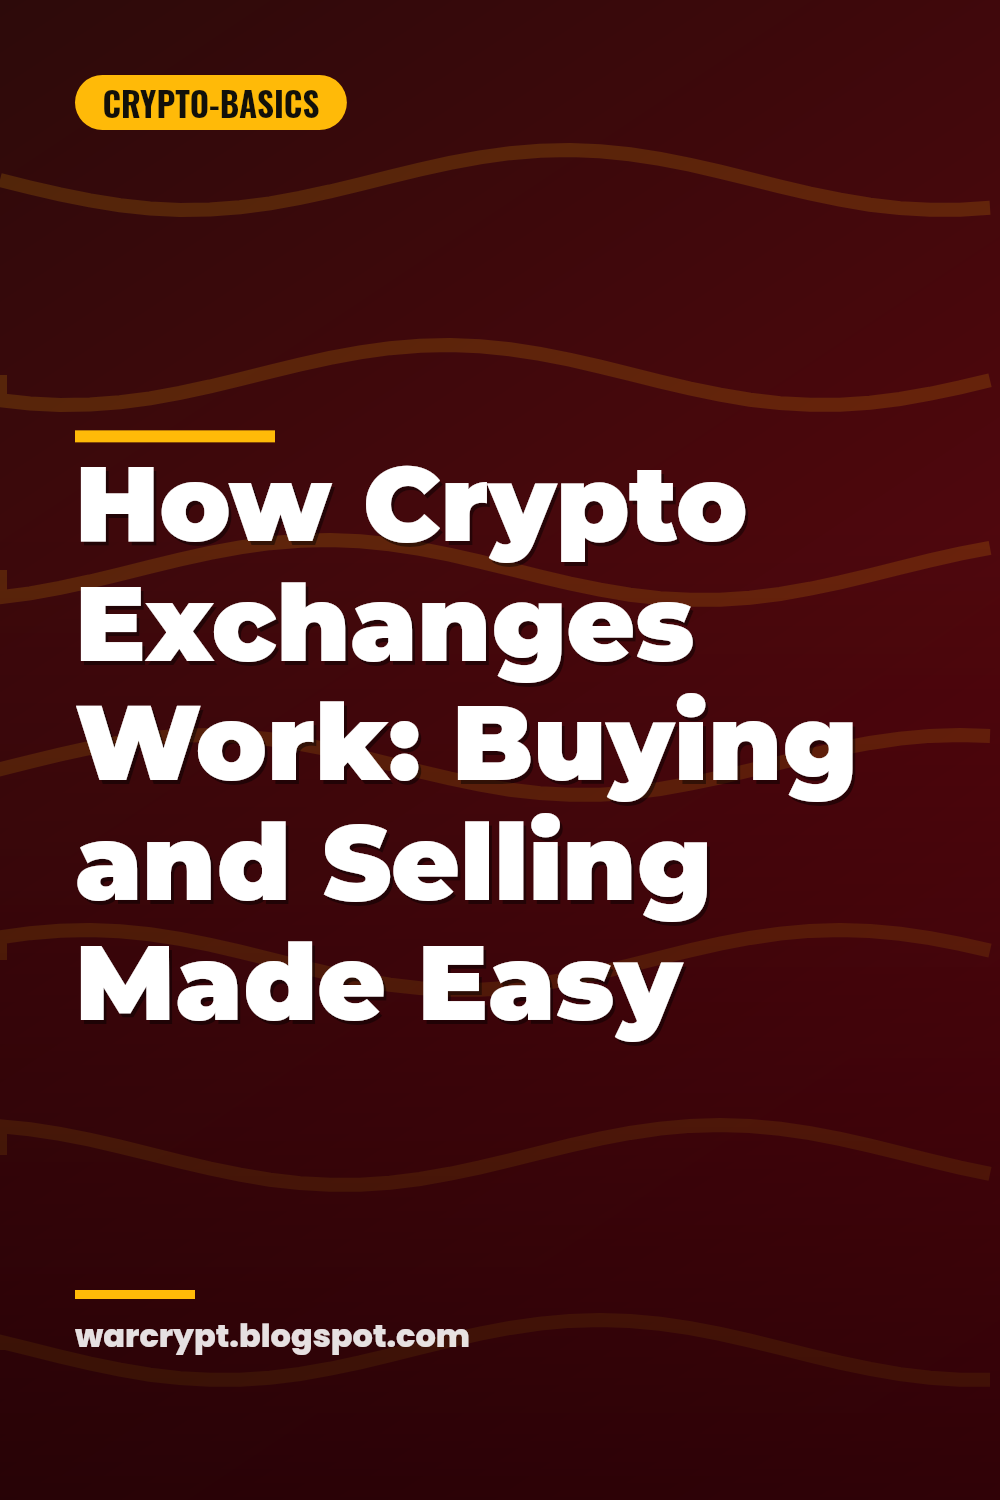 CRYPTO-BASICS
How Crypto
Exchanges
Work: Buying
and Selling
Made Easy
warcrypt.blogspot.com